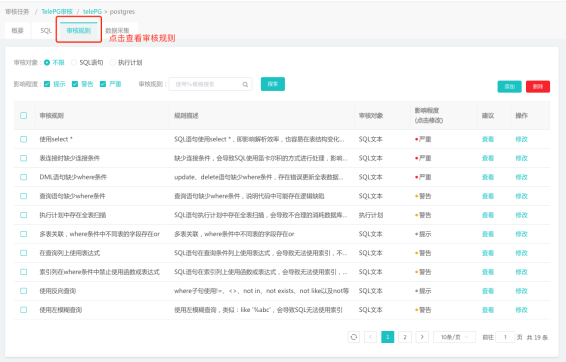 审核任务 / TelePG审核 / telePG > postgres
概要 SQL 审核规则 数据采集
点击查看审核规则
审核对象： 不限 SQL语句 执行计划
影响程度： 提示 警告 严重 审核规则： 使用%模糊搜索 搜索 添加 删除
审核规则 规则描述 审核对象 影响程度 (点击修改) 建议 操作
使用select * SQL语句使用select *，即影响解析效率，也容易在表结构变化... SQL文本 严重 查看 修改
表连接时缺少连接条件 缺少连接条件，会导致SQL使用笛卡尔积的方式进行处理，影响... SQL文本 严重 查看 修改
DML语句缺少where条件 update、delete语句缺少where条件，存在错误更新全表数据... SQL文本 严重 查看 修改
查询语句缺少where条件 查询语句缺少where条件，说明代码中可能存在逻辑缺陷 SQL文本 警告 查看 修改
执行计划中存在全表扫描 SQL语句执行计划中存在全表扫描，会导致不合理的消耗数据库... 执行计划 警告 查看 修改
多表关联，where条件中不同表的字段存在or 多表关联，where条件中不同表的字段存在or SQL文本 提示 查看 修改
在查询列上使用表达式 SQL语句在查询条件列上使用表达式，会导致无法使用索引，不... SQL文本 警告 查看 修改
索引列在where条件中禁止使用函数或表达式 SQL语句在索引列上使用函数或表达式，会导致无法使用索引，... SQL文本 提示 查看 修改
使用反向查询 where子句使用!=、<>、not in、not exists、not like以及not等 SQL文本 提示 查看 修改
使用左模糊查询 使用左模糊查询，类似：like '%abc'，会导致SQL无法使用索引 SQL文本 警告 查看 修改
1 2 10条/页 前往 1 页 共 19 条